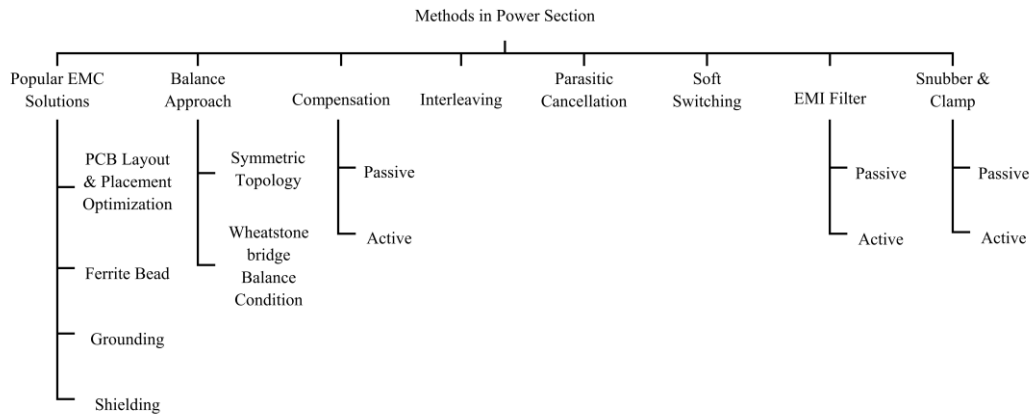 Methods in Power Section
Popular EMC
Solutions
Balance
Approach
Compensation
Interleaving
Parasitic
Cancellation
Soft
Switching
EMI Filter
Snubber &
Clamp
PCB Layout
& Placement
Optimization
Ferrite Bead
Grounding
Shielding
Symmetric
Topology
Wheatstone
bridge
Balance
Condition
Passive
Active
Passive
Active
Passive
Active